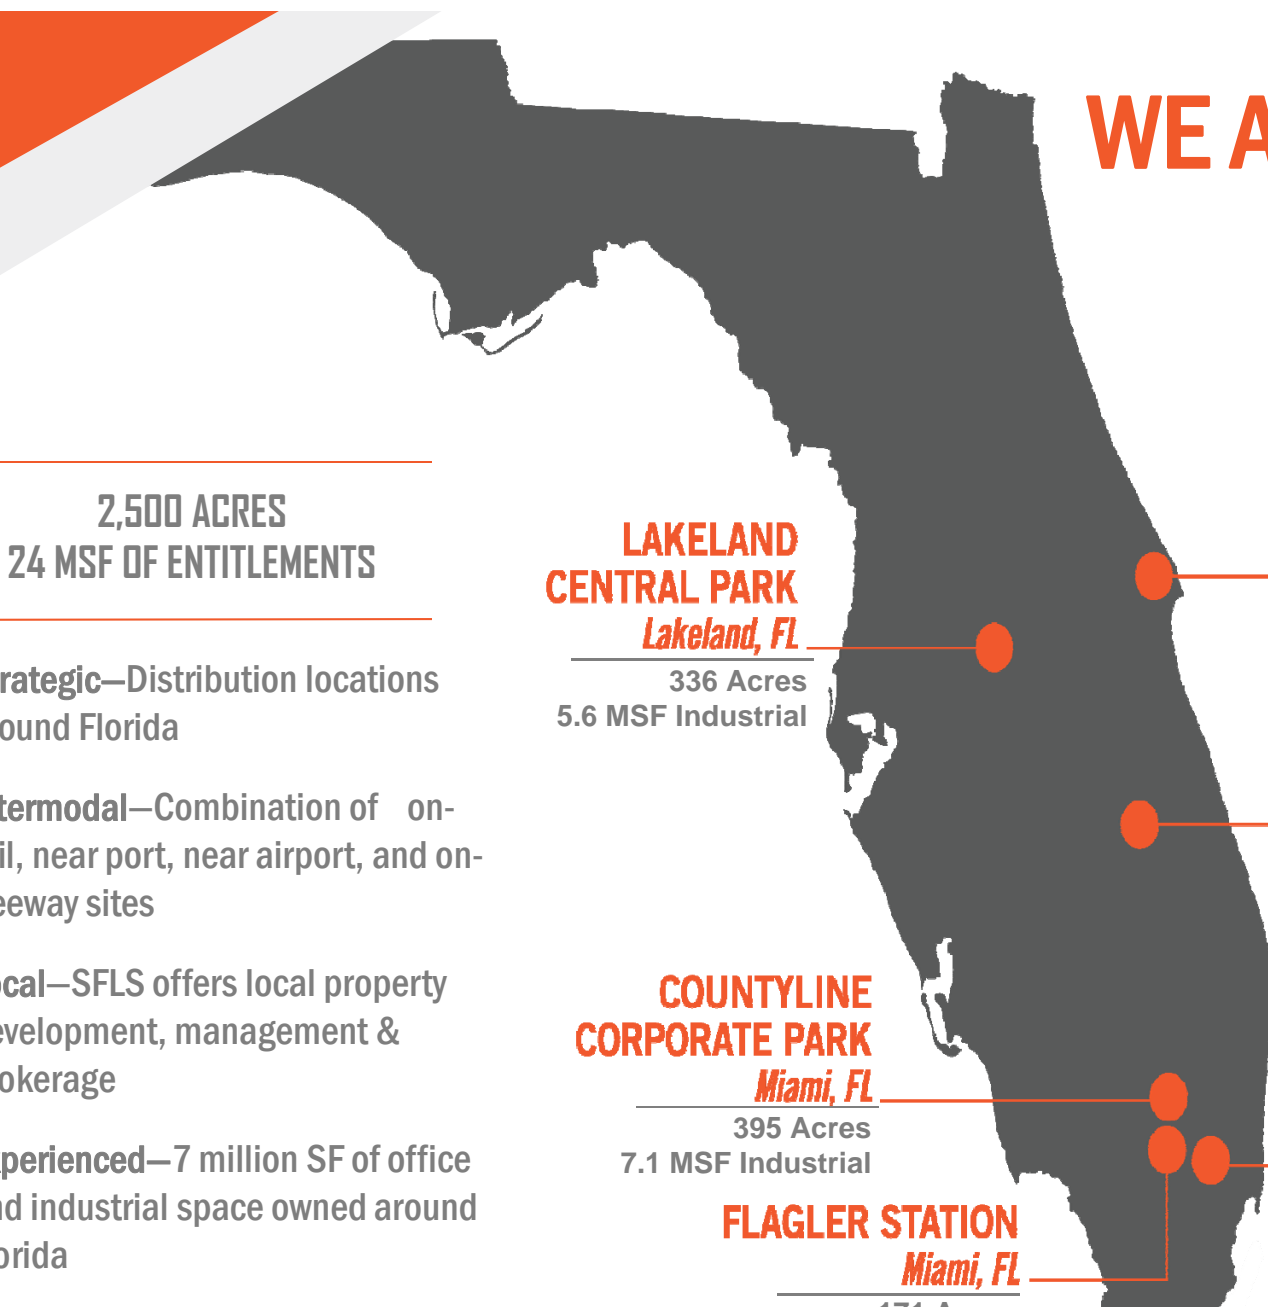 WE A
2,500 ACRES
24 MSF OF ENTITLEMENTS
rategic—Distribution locations
ound Florida
termodal—Combination of on-
il, near port, near airport, and on-
eeway sites
cal—SFLS offers local property
evelopment, management &
okerage
perienced—7 million SF of office
nd industrial space owned around
orida
LAKELAND
CENTRAL PARK
Lakeland, FL
336 Acres
5.6 MSF Industrial
COUNTYLINE
CORPORATE PARK
Miami, FL
395 Acres
7.1 MSF Industrial
FLAGLER STATION
Miami, FL